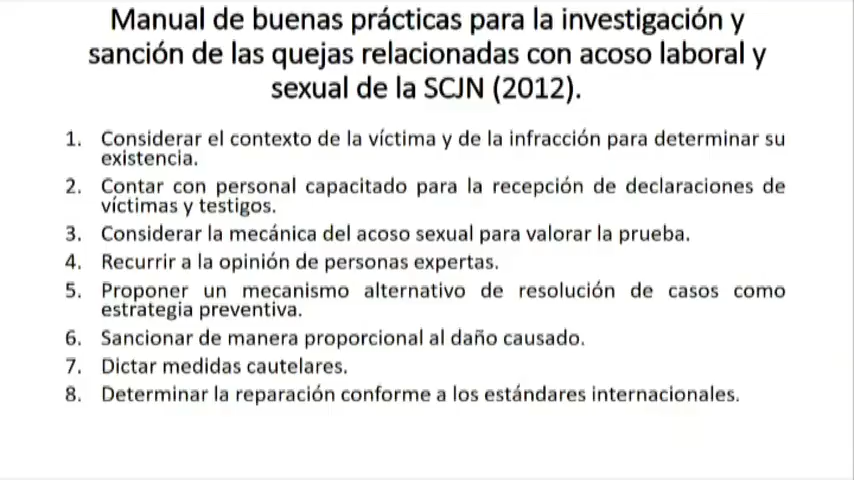 Manual de buenas prácticas para la investigación y
sanción de las quejas relacionadas con acoso laboral y
sexual de la SCJN (2012).
1. Considerar el contexto de la víctima y de la infracción para determinar su
existencia.
2. Contar con personal capacitado para la recepción de declaraciones de
víctimas y testigos.
3. Considerar la mecánica del acoso sexual para valorar la prueba.
4. Recurrir a la opinión de personas expertas.
5. Proponer un mecanismo alternativo de resolución de casos como
estrategia preventiva.
6. Sancionar de manera proporcional al daño causado.
7. Dictar medidas cautelares.
8. Determinar la reparación conforme a los estándares internacionales.